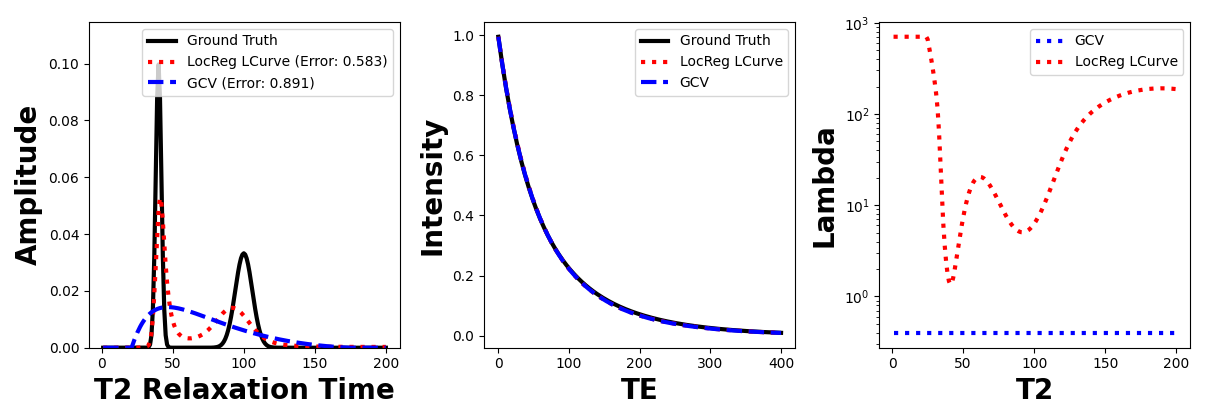 Amplitude
0.10
0.08
0.06
0.04
0.02
0.00
Ground Truth
LocReg LCurve (Error: 0.583)
GCV (Error: 0.891)
0
50
100
150
200
T2 Relaxation Time
Intensity
1.0
0.8
0.6
0.4
0.2
0.0
Ground Truth
LocReg LCurve
GCV
0
100
200
300
400
TE
Lambda
10³
10²
10¹
10⁰
GCV
LocReg LCurve
0
50
100
150
200
T2